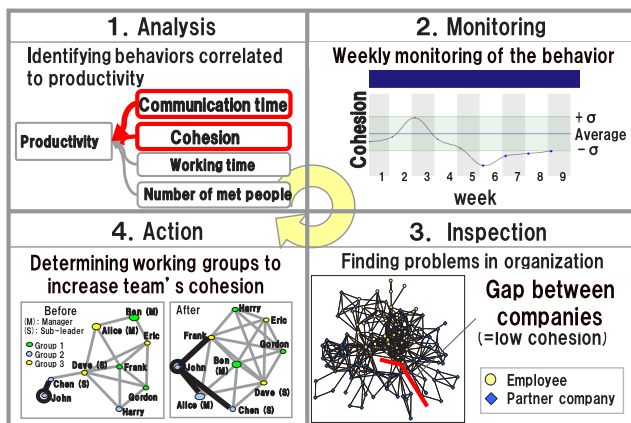 1. Analysis
Identifying behaviors correlated
to productivity
Communication time
Cohesion
Productivity
Working time
Number of met people
2. Monitoring
Weekly monitoring of the behavior
Cohesion
+σ
Average
-σ
1 2 3 4 5 6 7 8 9
week
4. Action
Determining working groups to
increase team's cohesion
Before
(M): Manager
(S): Sub-leader
Group 1
Group 2
Group 3
Ben (M)
Alice (M)
Eric
Dave (S)
Frank
Chen (S)
John
Gordon
Harry
After
Harry
Eric
Frank
Gordon
Ben
(M)
John
Dave (S)
Alice (M)
Chen (S)
3. Inspection
Finding problems in organization
Gap between
companies
(=low cohesion)
Employee
Partner company